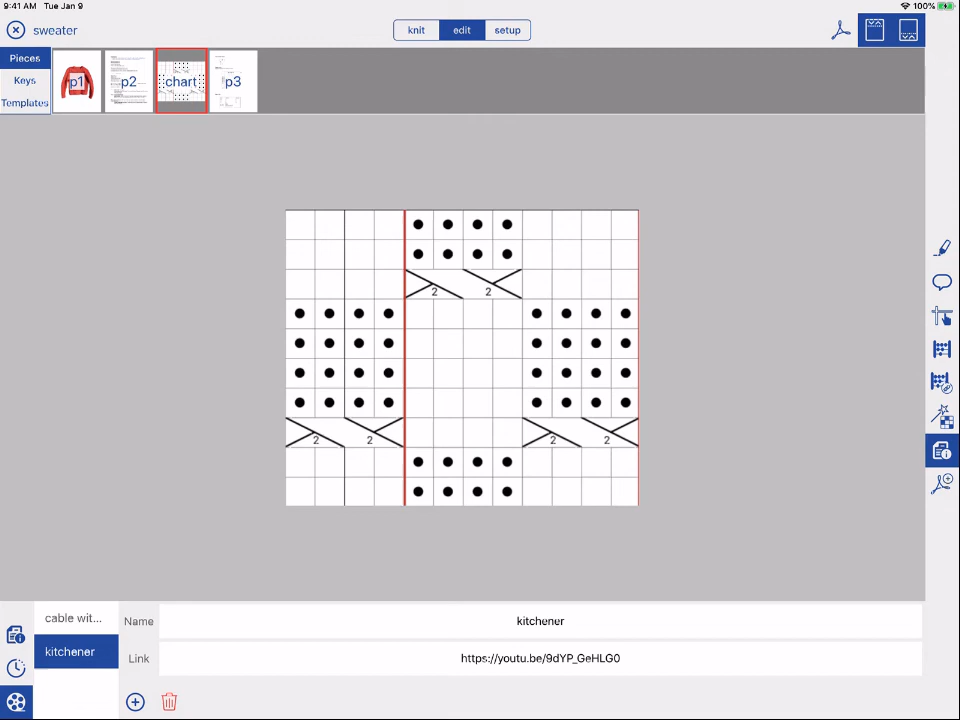 9:41 AM Tue Jan 9
100%
sweater
knit edit setup
Pieces
Keys
Templates
p1 p2 chart p3
2 2
2 2 2 2
cable wit...
kitchener
Name kitchener
Link https://youtu.be/9dYP_GeHLG0